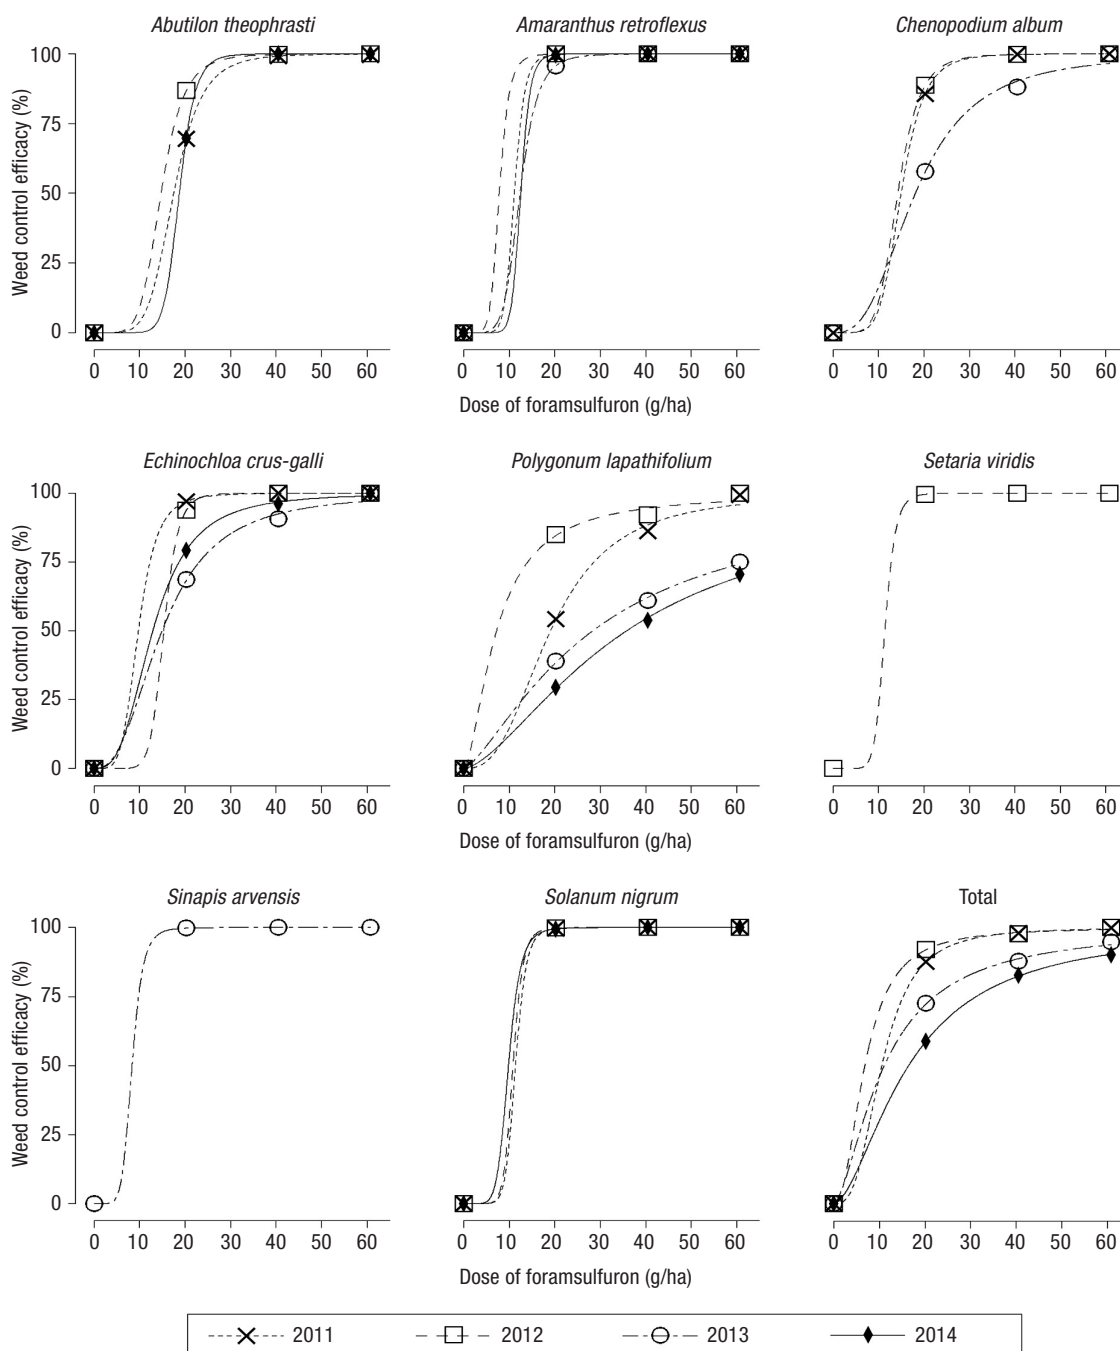 Abutilon theophrasti
Amaranthus retroflexus
Chenopodium album
Weed control efficacy (%)
100
75
50
25
0
0 10 20 30 40 50 60
0 10 20 30 40 50 60
0 10 20 30 40 50 60
Dose of foramsulfuron (g/ha)
Echinochloa crus-galli
Polygonum lapathifolium
Setaria viridis
Weed control efficacy (%)
100
75
50
25
0
0 10 20 30 40 50 60
0 10 20 30 40 50 60
0 10 20 30 40 50 60
Dose of foramsulfuron (g/ha)
Sinapis arvensis
Solanum nigrum
Total
Weed control efficacy (%)
100
75
50
25
0
0 10 20 30 40 50 60
0 10 20 30 40 50 60
0 10 20 30 40 50 60
Dose of foramsulfuron (g/ha)
2011 2012 2013 2014